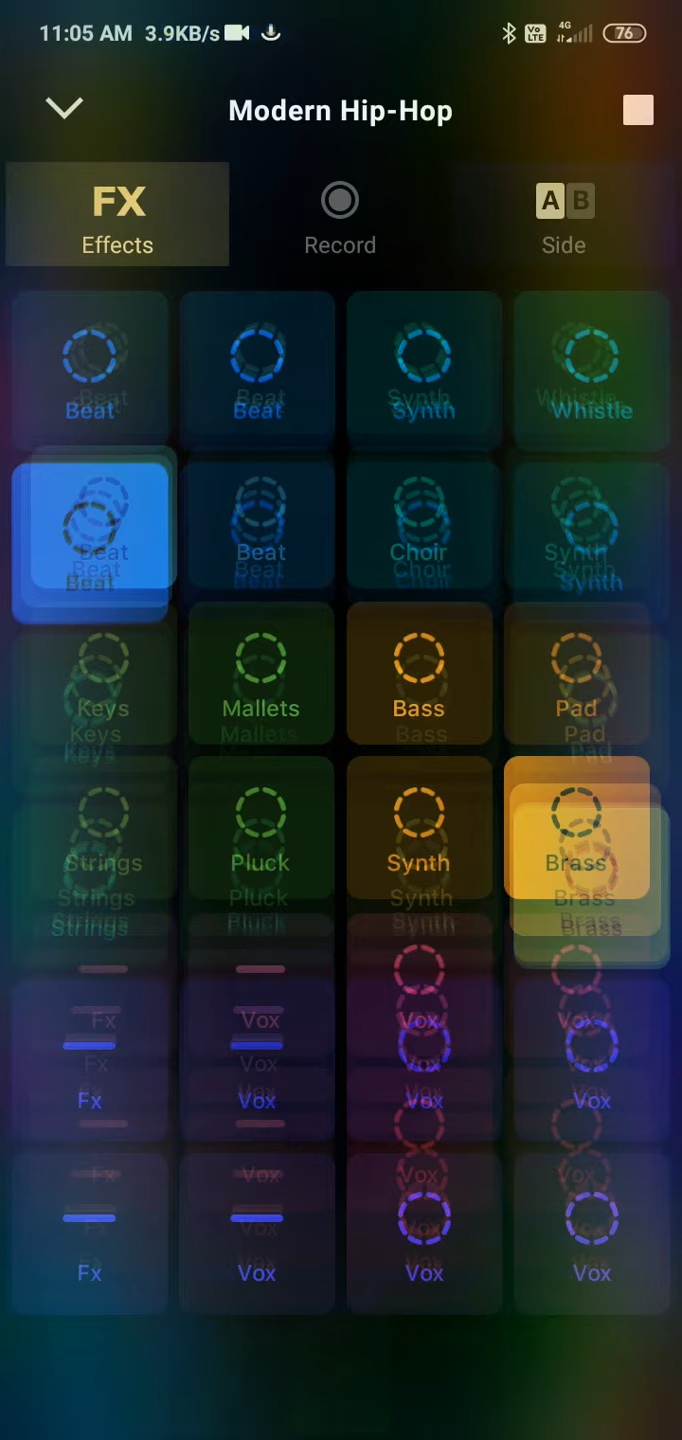 11:05 AM 3.9KB/s Vo LTE 4G 76
Modern Hip-Hop
FX A B
Effects Record Side
Beat Beat Synth Whistle
Beat Beat Choir Synth
Keys Mallets Bass Pad
Strings Pluck Synth Brass
Fx Vox Vox Vox
Fx Vox Vox Vox